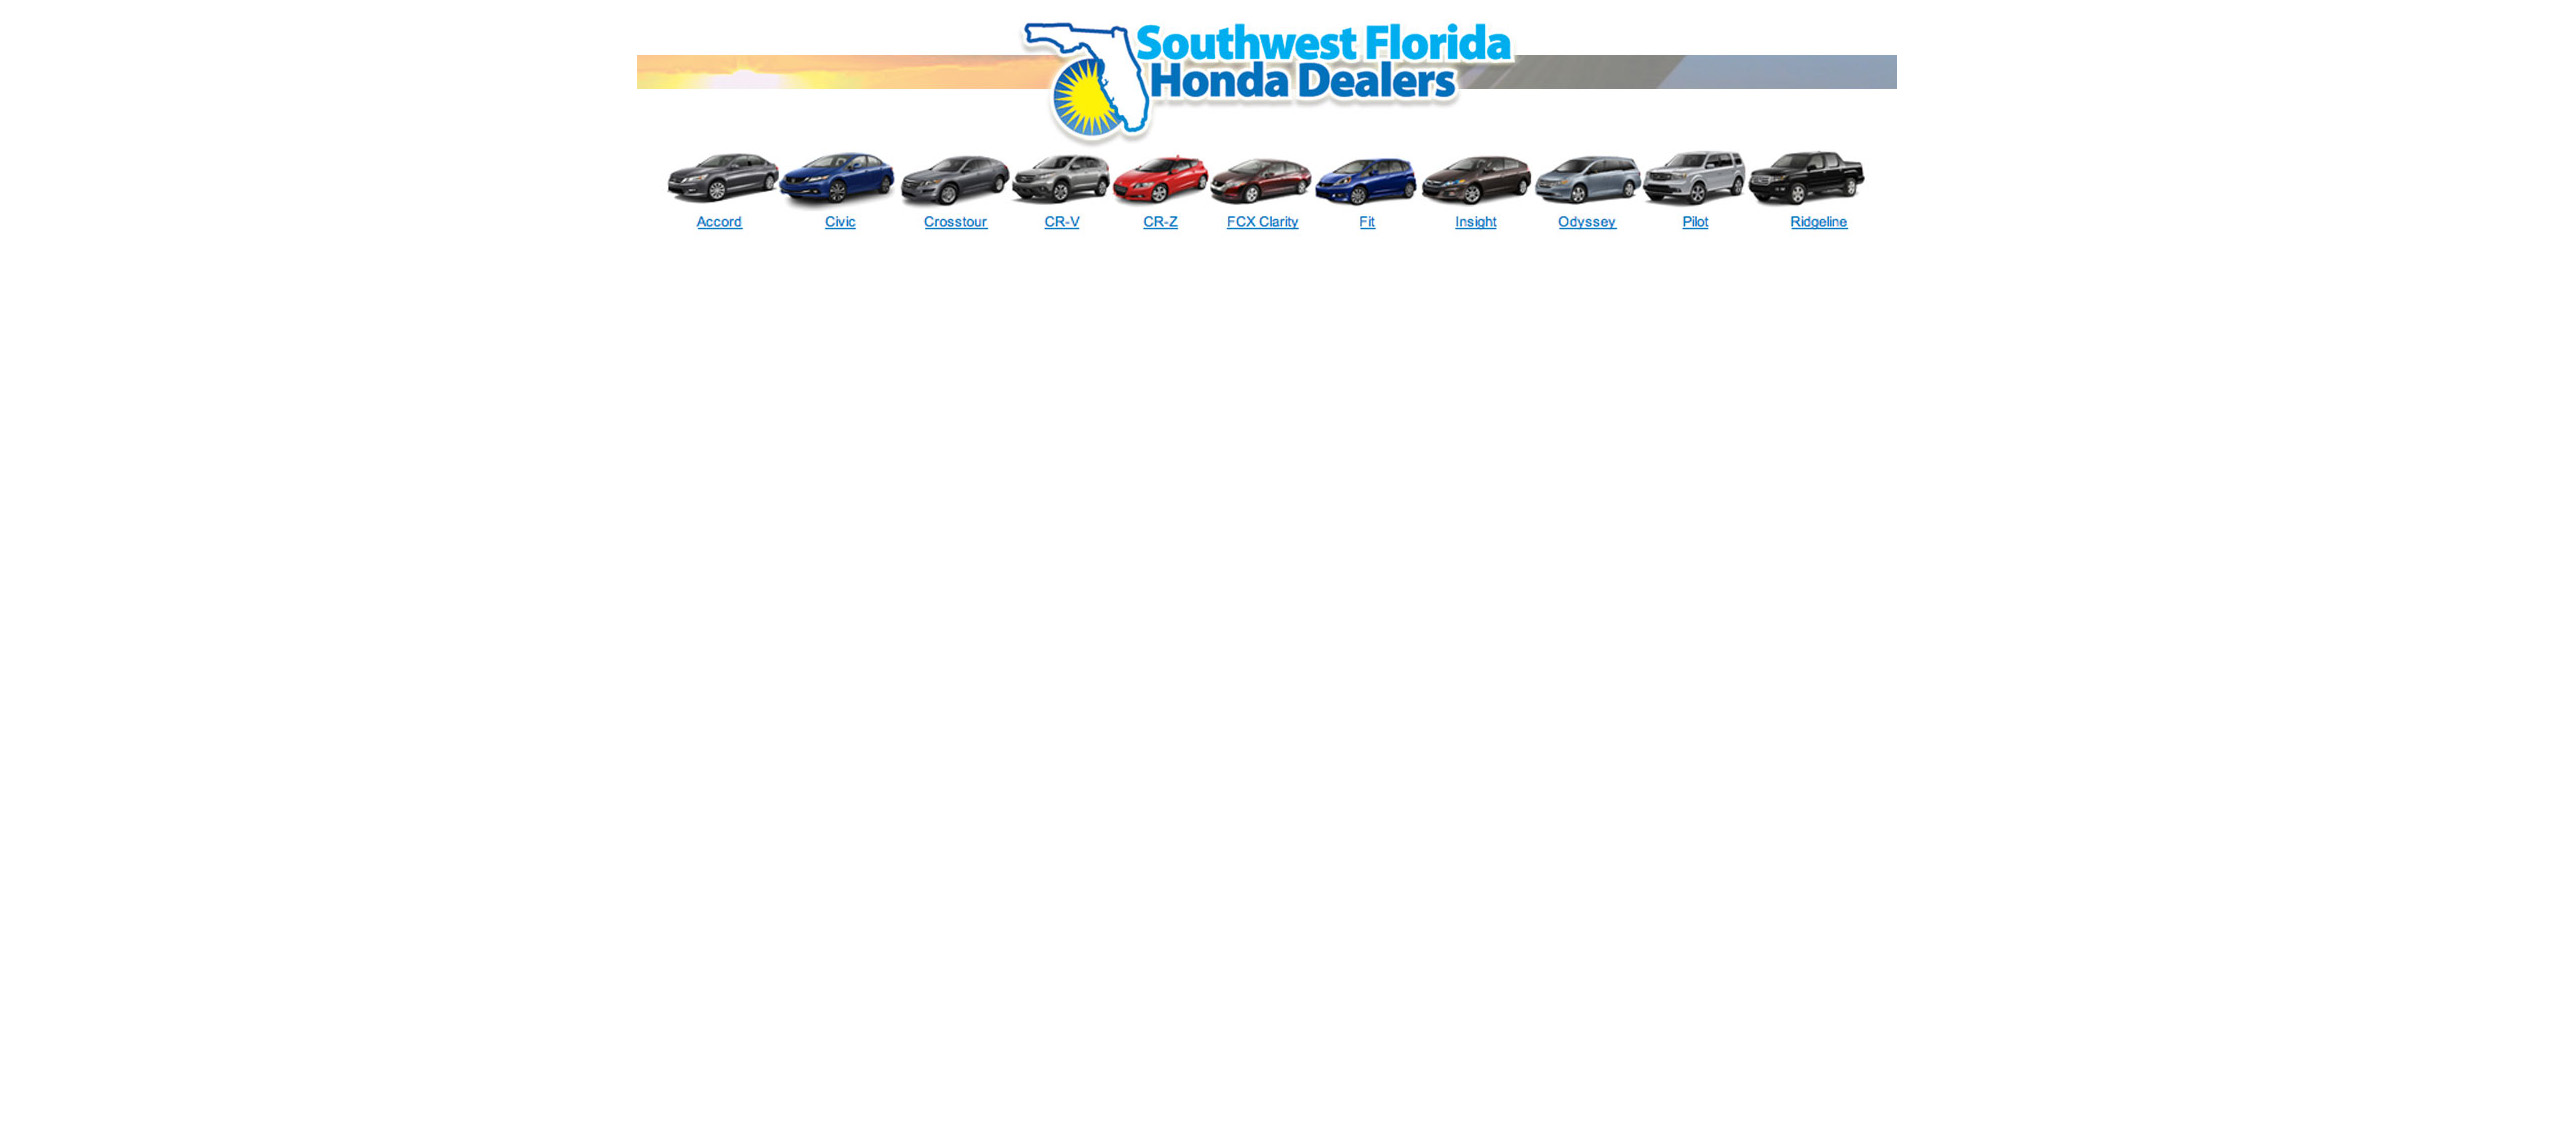 Southwest Florida
Honda Dealers
Accord Civic Crosstour CR-V CR-Z FCX Clarity Fit Insight Odyssey Pilot Ridgeline